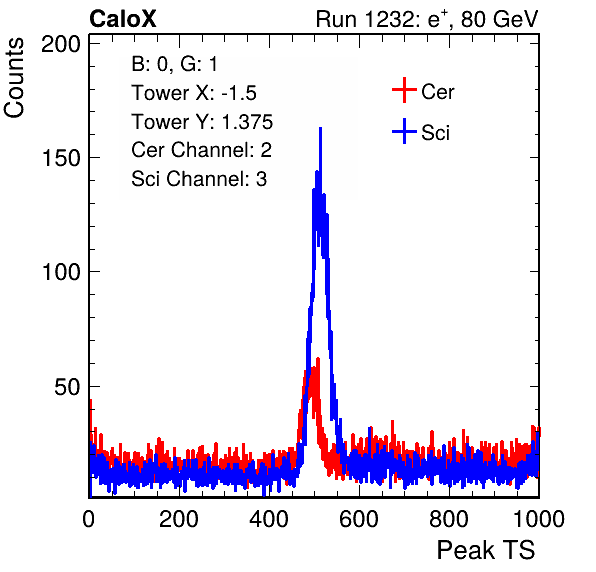 CaloX Run 1232: e⁺, 80 GeV
Counts
200
150
100
50
B: 0, G: 1
Tower X: -1.5
Tower Y: 1.375
Cer Channel: 2
Sci Channel: 3
Cer
Sci
0 200 400 600 800 1000
Peak TS